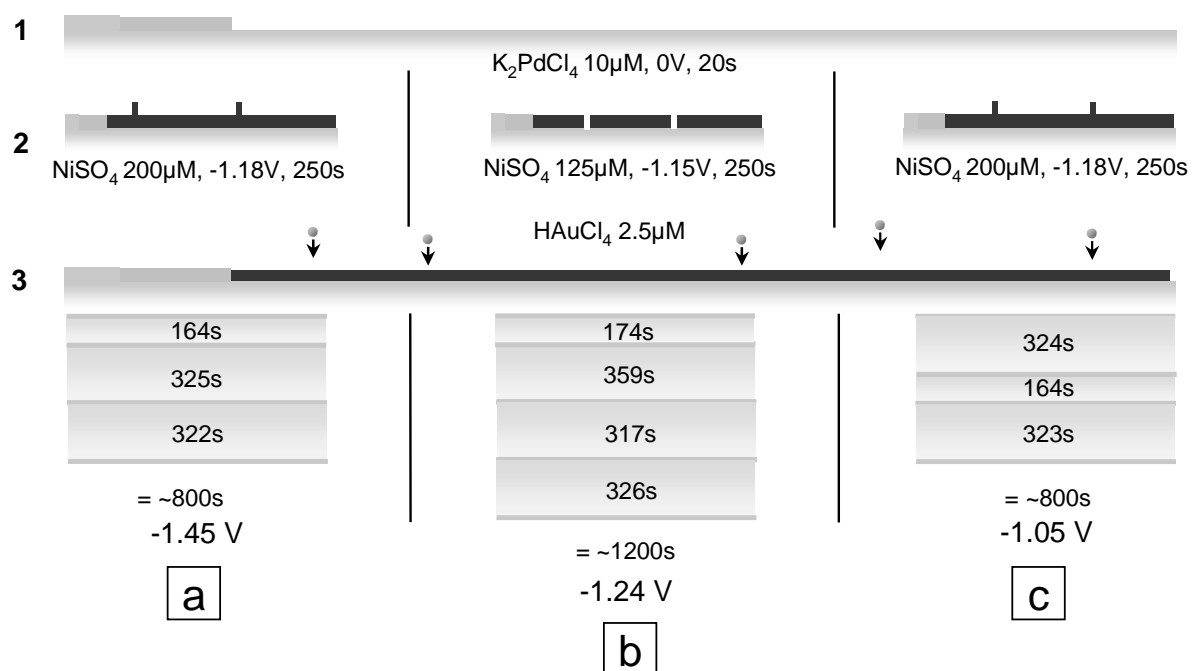 1
K₂PdCl₄ 10µM, 0V, 20s
2
NiSO₄ 200µM, -1.18V, 250s
NiSO₄ 125µM, -1.15V, 250s
NiSO₄ 200µM, -1.18V, 250s
HAuCl₄ 2.5µM
3
164s
325s
322s
= ~800s
-1.45 V
a
174s
359s
317s
326s
= ~1200s
-1.24 V
b
324s
164s
323s
= ~800s
-1.05 V
c